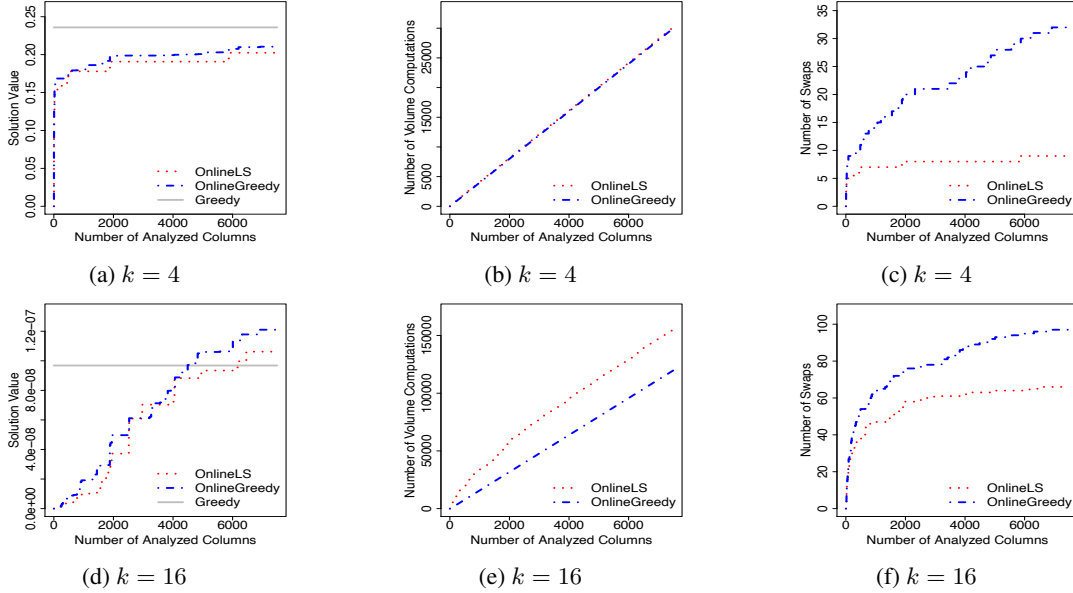 Solution Value
0.00 0.05 0.10 0.15 0.20 0.25
OnlineLS
OnlineGreedy
Greedy
0 2000 4000 6000
Number of Analyzed Columns
(a) k = 4
Number of Volume Computations
0 5000 15000 25000
OnlineLS
OnlineGreedy
0 2000 4000 6000
Number of Analyzed Columns
(b) k = 4
Number of Swaps
0 5 10 15 20 25 30 35
OnlineLS
OnlineGreedy
0 2000 4000 6000
Number of Analyzed Columns
(c) k = 4
Solution Value
0.0e+00 4.0e-08 8.0e-08 1.2e-07
OnlineLS
OnlineGreedy
Greedy
0 2000 4000 6000
Number of Analyzed Columns
(d) k = 16
Number of Volume Computations
0 50000 100000 150000
OnlineLS
OnlineGreedy
0 2000 4000 6000
Number of Analyzed Columns
(e) k = 16
Number of Swaps
0 20 40 60 80 100
OnlineLS
OnlineGreedy
0 2000 4000 6000
Number of Analyzed Columns
(f) k = 16